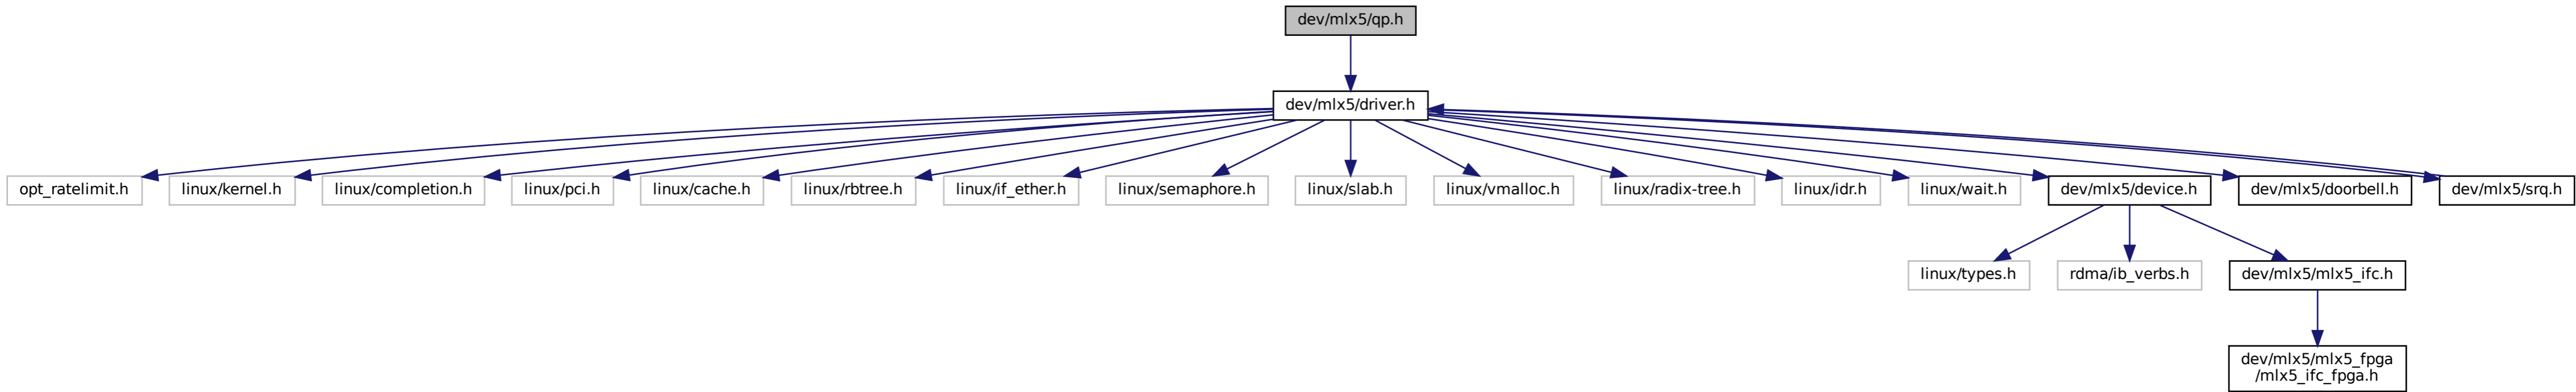 dev/mlx5/qp.h
dev/mlx5/driver.h
opt_ratelimit.h
linux/kernel.h
linux/completion.h
linux/pci.h
linux/cache.h
linux/rbtree.h
linux/if_ether.h
linux/semaphore.h
linux/slab.h
linux/vmalloc.h
linux/radix-tree.h
linux/idr.h
linux/wait.h
dev/mlx5/device.h
dev/mlx5/doorbell.h
dev/mlx5/srq.h
linux/types.h
rdma/ib_verbs.h
dev/mlx5/mlx5_ifc.h
dev/mlx5/mlx5_fpga
/mlx5_ifc_fpga.h